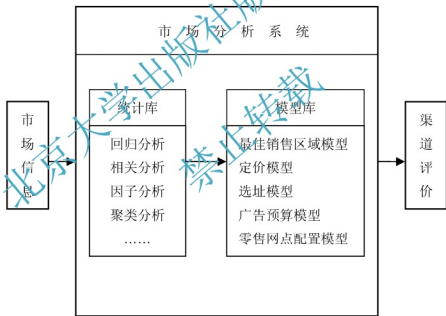 市场分析系统
统计库
回归分析
相关分析
因子分析
聚类分析
……
模型库
最佳销售区域模型
定价模型
选址模型
广告预算模型
零售网点配置模型
市场信息
渠道评价
北京大学出版社版
禁止转载